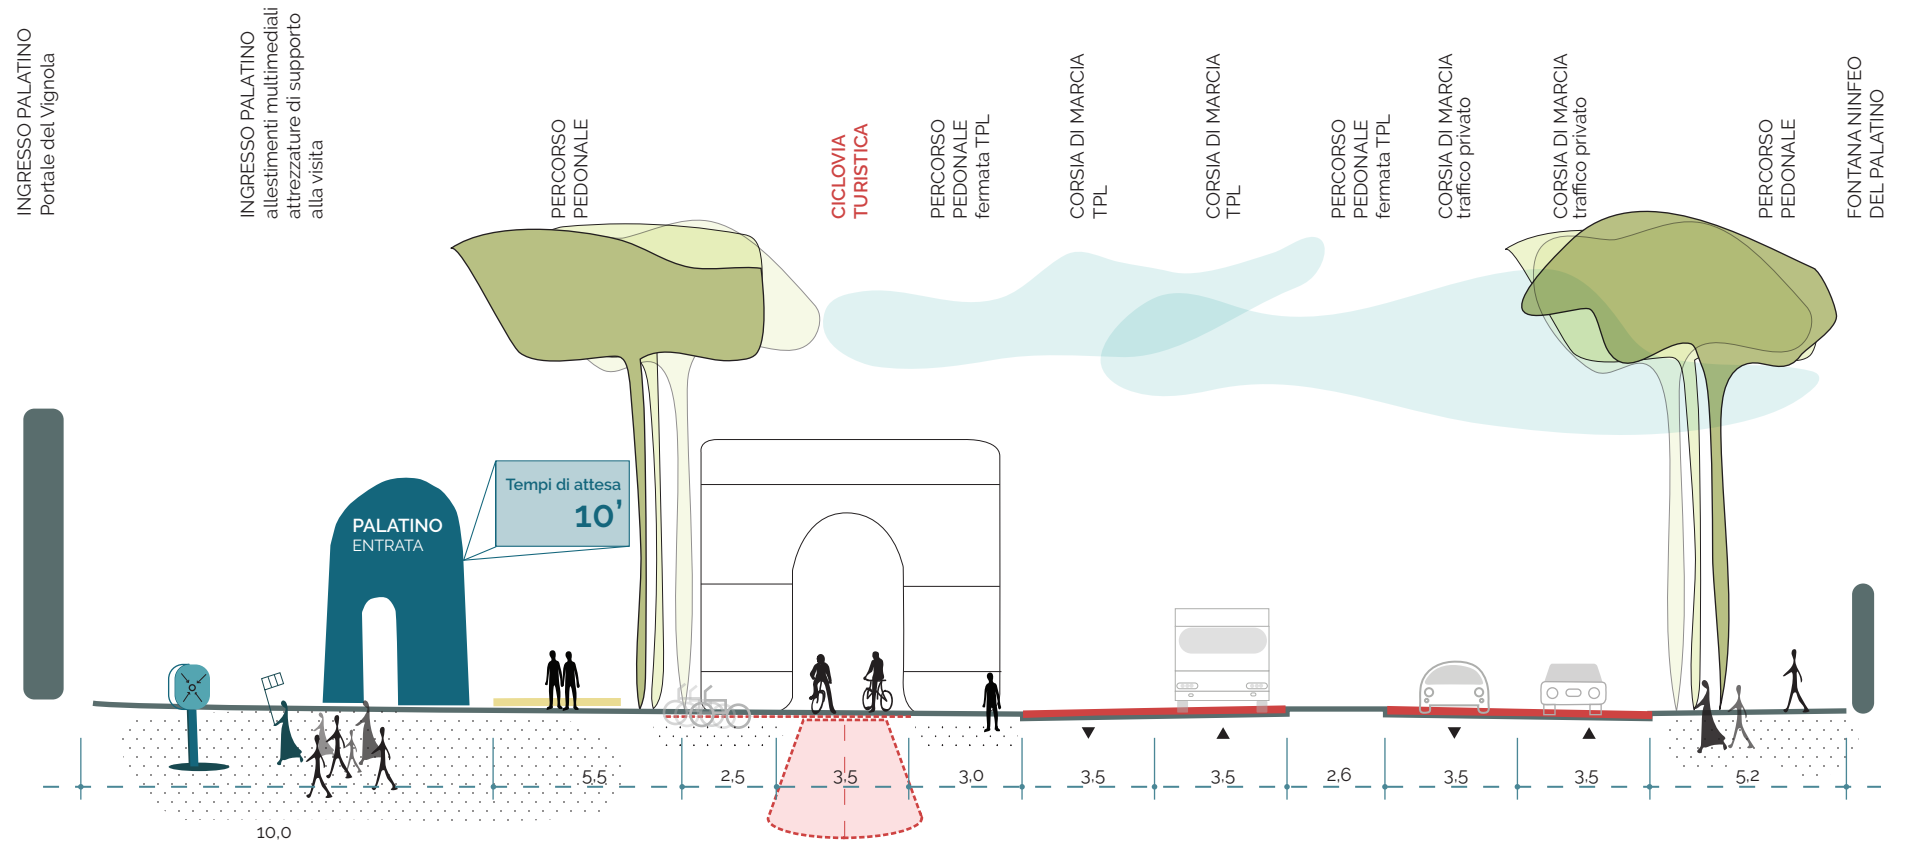 INGRESSO PALATINO
Portale del Vignola
INGRESSO PALATINO
allestimenti multimediali
attrezzature di supporto
alla visita
PERCORSO
PEDONALE
CICLOVIA
TURISTICA
PERCORSO
PEDONALE
fermata TPL
CORSIA DI MARCIA
TPL
CORSIA DI MARCIA
TPL
PERCORSO
PEDONALE
fermata TPL
CORSIA DI MARCIA
traffico privato
CORSIA DI MARCIA
traffico privato
PERCORSO
PEDONALE
FONTANA NINFEO
DEL PALATINO
PALATINO
ENTRATA
Tempi di attesa
10'
10,0
5,5
2,5
3,5
3,0
3,5
3,5
2,6
3,5
3,5
5,2